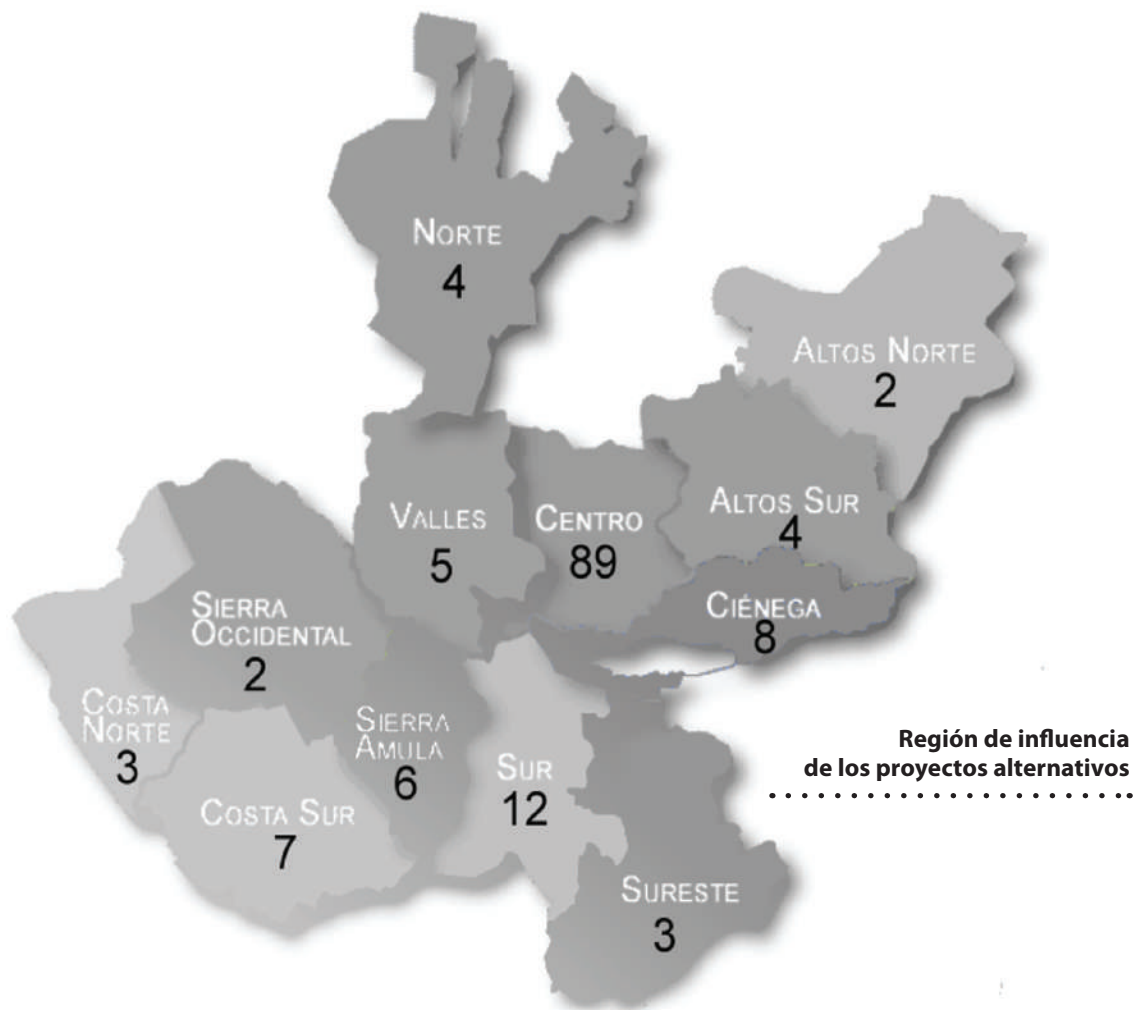 NORTE
4
ALTOS NORTE
2
VALLES
5
CENTRO
89
ALTOS SUR
4
CIÉNEGA
8
SIERRA
OCCIDENTAL
2
COSTA
NORTE
3
SIERRA
AMULA
6
SUR
12
COSTA SUR
7
SURESTE
3
Región de influencia
de los proyectos alternativos